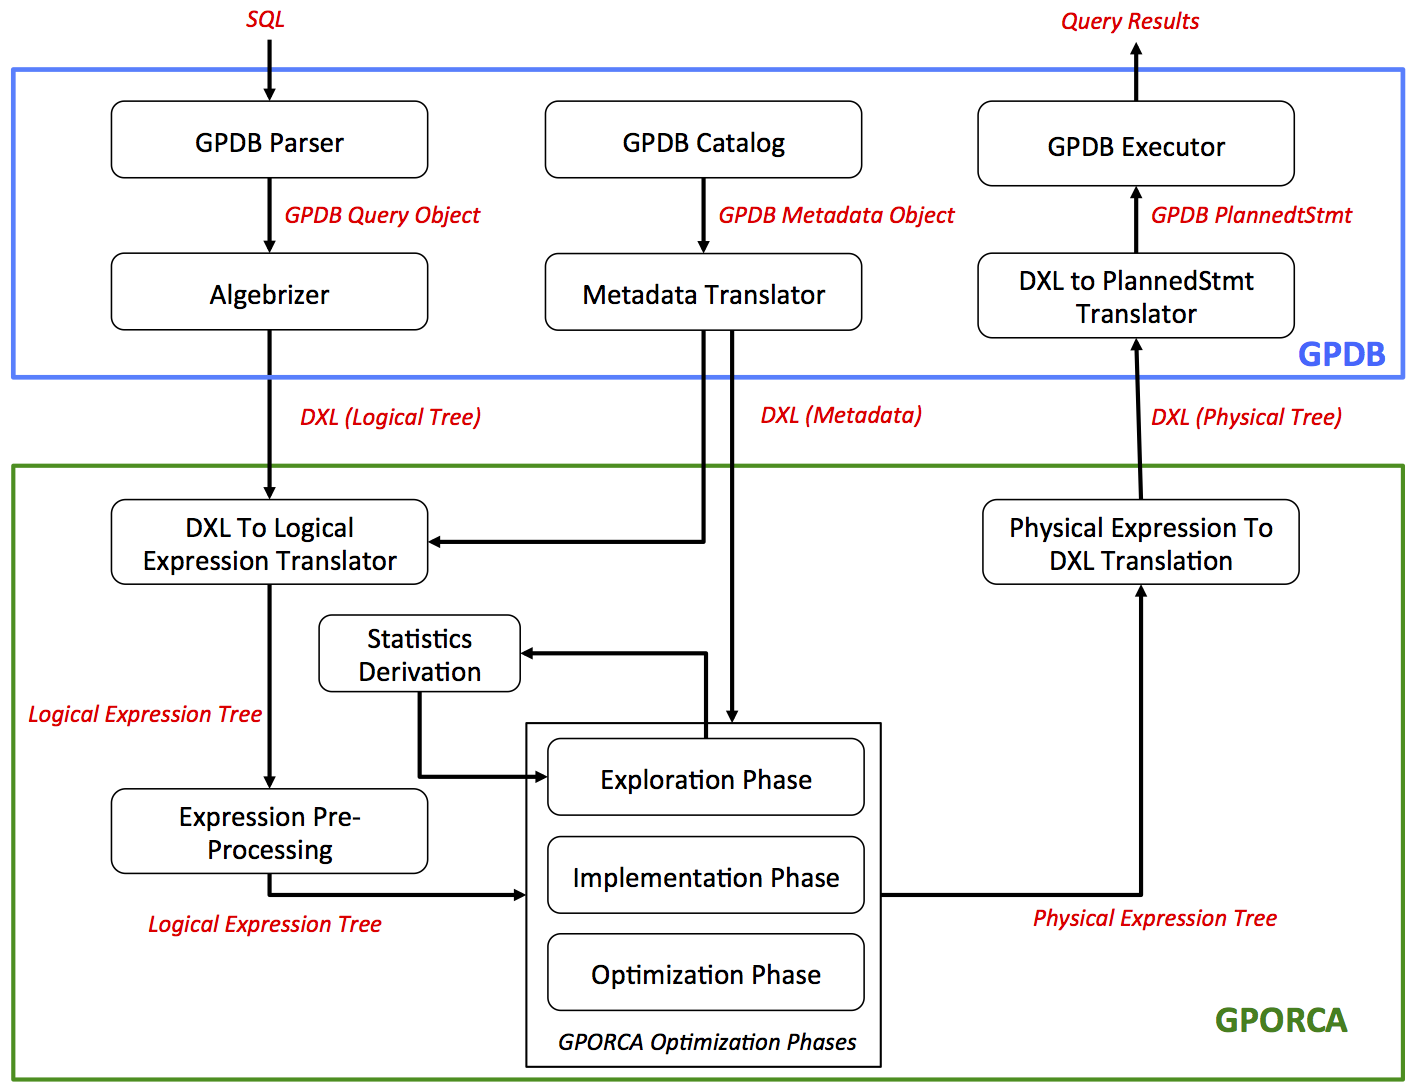 SQL
Query Results
GPDB Parser
GPDB Catalog
GPDB Executor
GPDB Query Object
GPDB Metadata Object
GPDB PlannedtStmt
Algebrizer
Metadata Translator
DXL to PlannedStmt
Translator
GPDB
DXL (Logical Tree)
DXL (Metadata)
DXL (Physical Tree)
DXL To Logical
Expression Translator
Physical Expression To
DXL Translation
Statistics
Derivation
Logical Expression Tree
Exploration Phase
Expression Pre-
Processing
Implementation Phase
Logical Expression Tree
Physical Expression Tree
Optimization Phase
GPORCA Optimization Phases
GPORCA